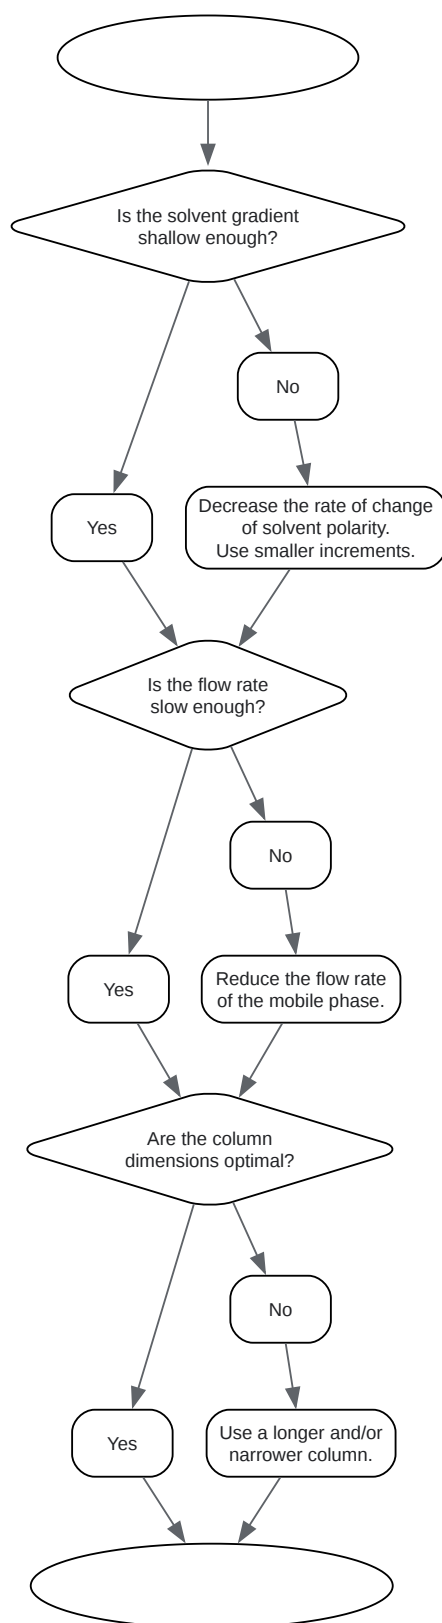 Is the solvent gradient
shallow enough?
No
Yes
Decrease the rate of change
of solvent polarity.
Use smaller increments.
Is the flow rate
slow enough?
No
Yes
Reduce the flow rate
of the mobile phase.
Are the column
dimensions optimal?
No
Yes
Use a longer and/or
narrower column.